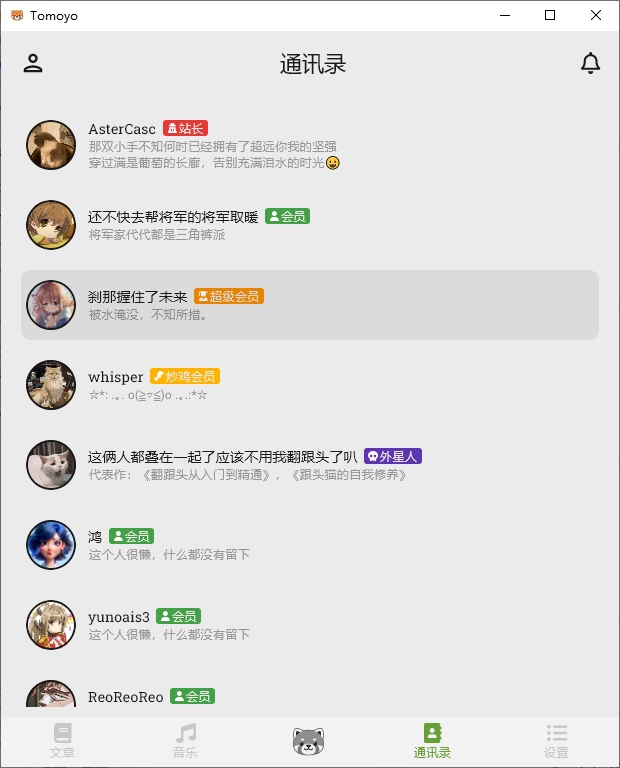 Tomoyo
通讯录
AsterCasc 站长
那双小手不知何时已经拥有了超远你我的坚强
穿过满是葡萄的长廊，告别充满泪水的时光😀
还不快去帮将军的将军取暖 会员
将军家代代都是三角裤派
刹那握住了未来 超级会员
被水淹没，不知所措。
whisper 炒鸡会员
☆*: .｡. o(≧▽≦)o .｡.:*☆
这俩人都叠在一起了应该不用我翻跟头了叭 外星人
代表作：《翻跟头从入门到精通》，《跟头猫的自我修养》
鸿 会员
这个人很懒，什么都没有留下
yunoais3 会员
这个人很懒，什么都没有留下
ReoReoReo 会员
文章 音乐 通讯录 设置